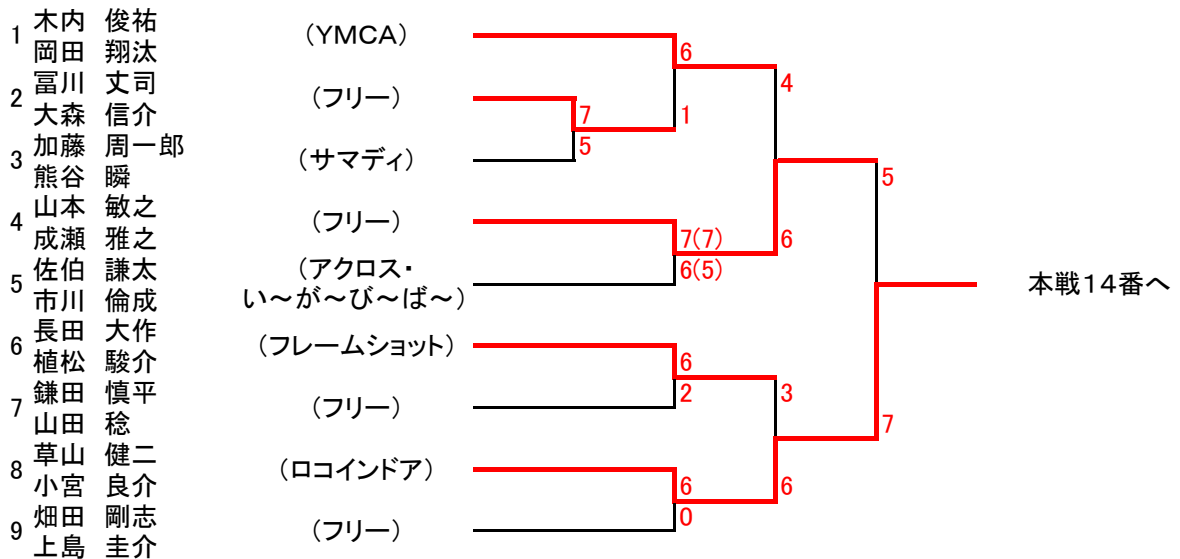 1 木内 俊祐
岡田 翔汰
(YMCA)
2 冨川 丈司
大森 信介
(フリー)
3 加藤 周一郎
熊谷 瞬
(サマディ)
4 山本 敏之
成瀬 雅之
(フリー)
5 佐伯 謙太
市川 倫成
(アクロス・
い～が～び～ば～)
6 長田 大作
植松 駿介
(フレームショット)
7 鎌田 慎平
山田 稔
(フリー)
8 草山 健二
小宮 良介
(ロコインドア)
9 畑田 剛志
上島 圭介
(フリー)
6
1
7
5
4
6
7(7)
6(5)
5
7
6
2
3
6
6
0
本戦14番へ